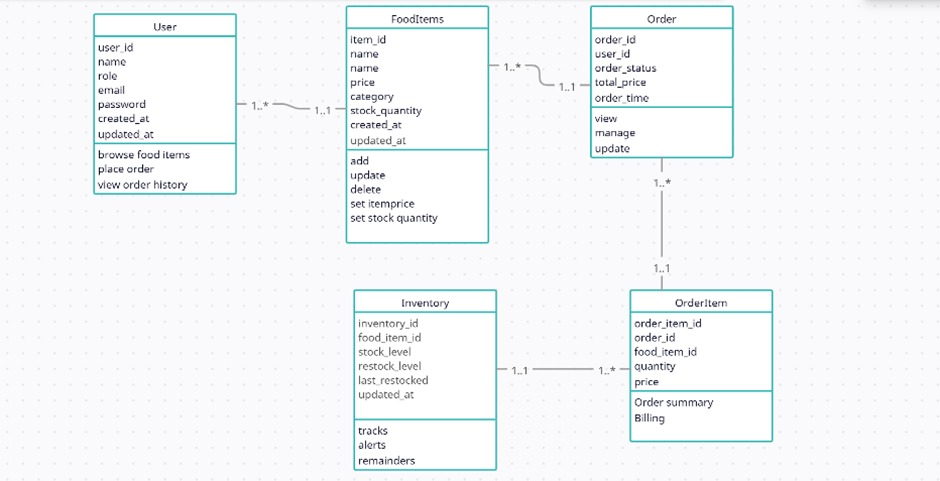 User
user_id
name
role
email
password
created_at
updated_at
browse food items
place order
view order history
1..*
1..1
FoodItems
item_id
name
name
price
category
stock_quantity
created_at
updated_at
add
update
delete
set itemprice
set stock quantity
1..*
1..1
Order
order_id
user_id
order_status
total_price
order_time
view
manage
update
1..*
1..1
Inventory
inventory_id
food_item_id
stock_level
restock_level
last_restocked
updated_at
tracks
alerts
remainders
1..1
1..*
OrderItem
order_item_id
order_id
food_item_id
quantity
price
Order summary
Billing